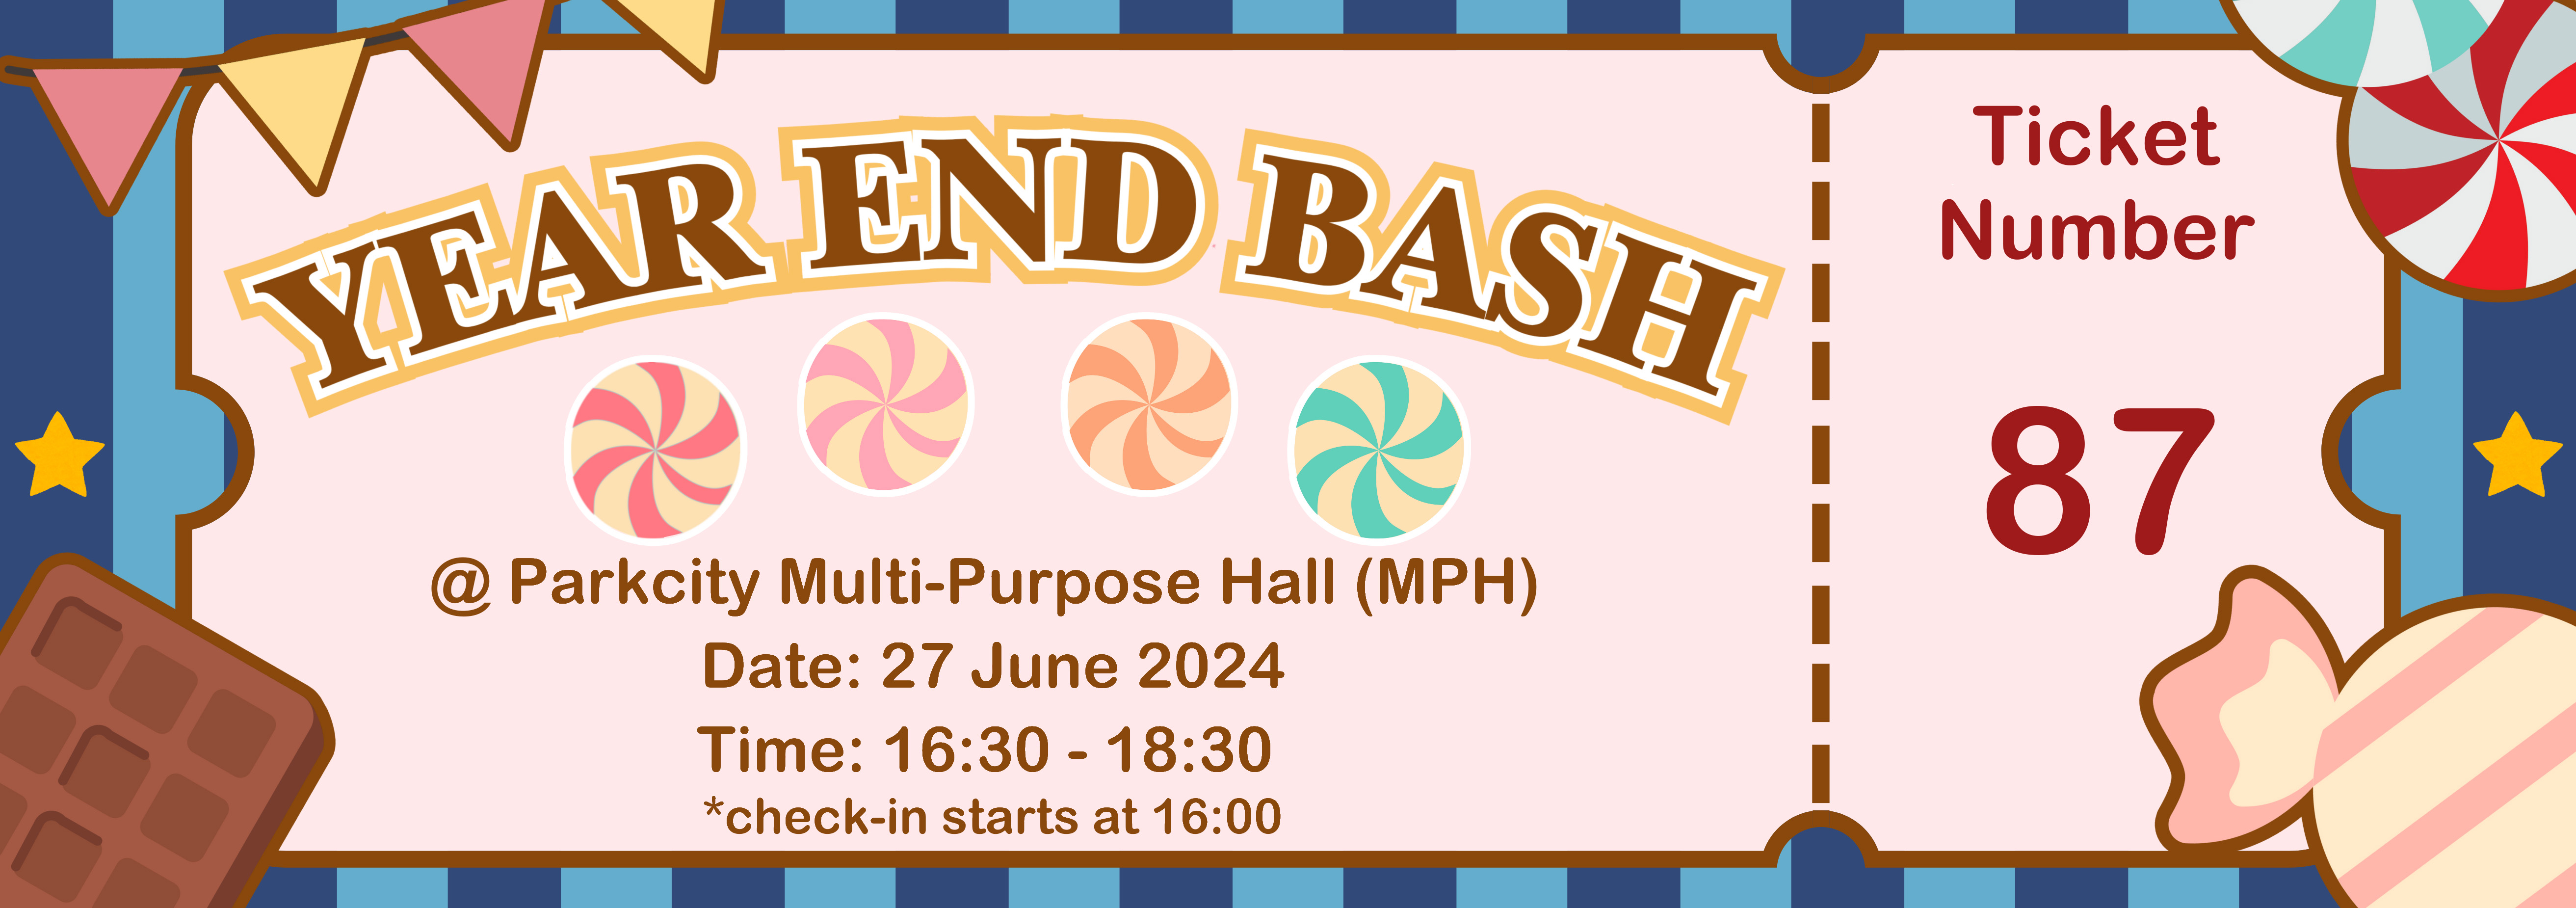 YEAR END BASH
@ Parkcity Multi-Purpose Hall (MPH)
Date: 27 June 2024
Time: 16:30 - 18:30
*check-in starts at 16:00
Ticket
Number
87